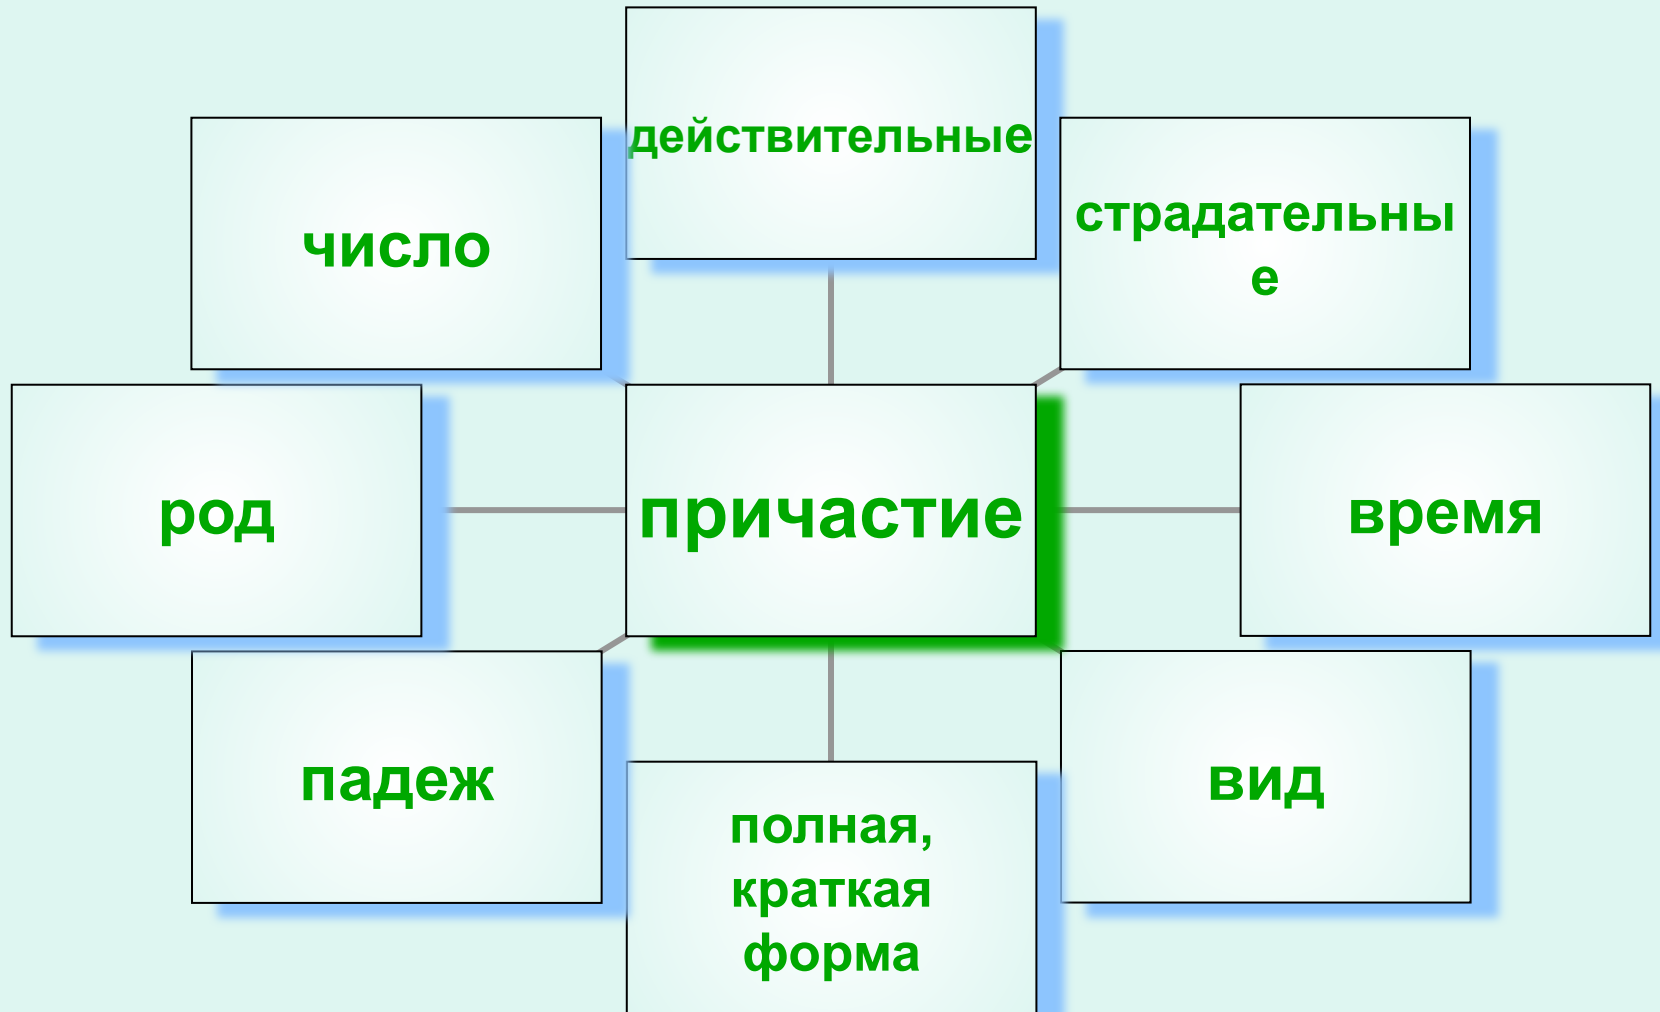 действительные
число
страдательны
е
род
причастие
время
падеж
вид
полная,
краткая
форма